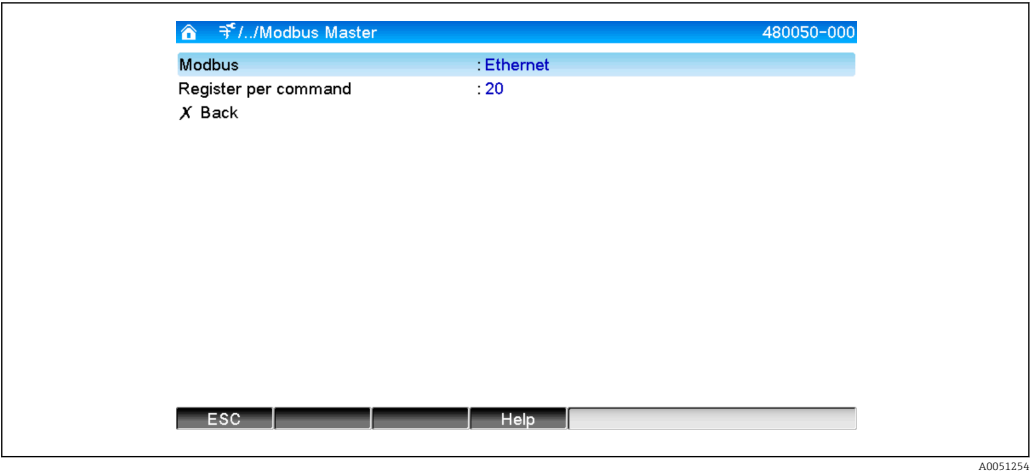 /../Modbus Master 480050-000
Modbus : Ethernet
Register per command : 20
X Back
ESC Help
A0051254